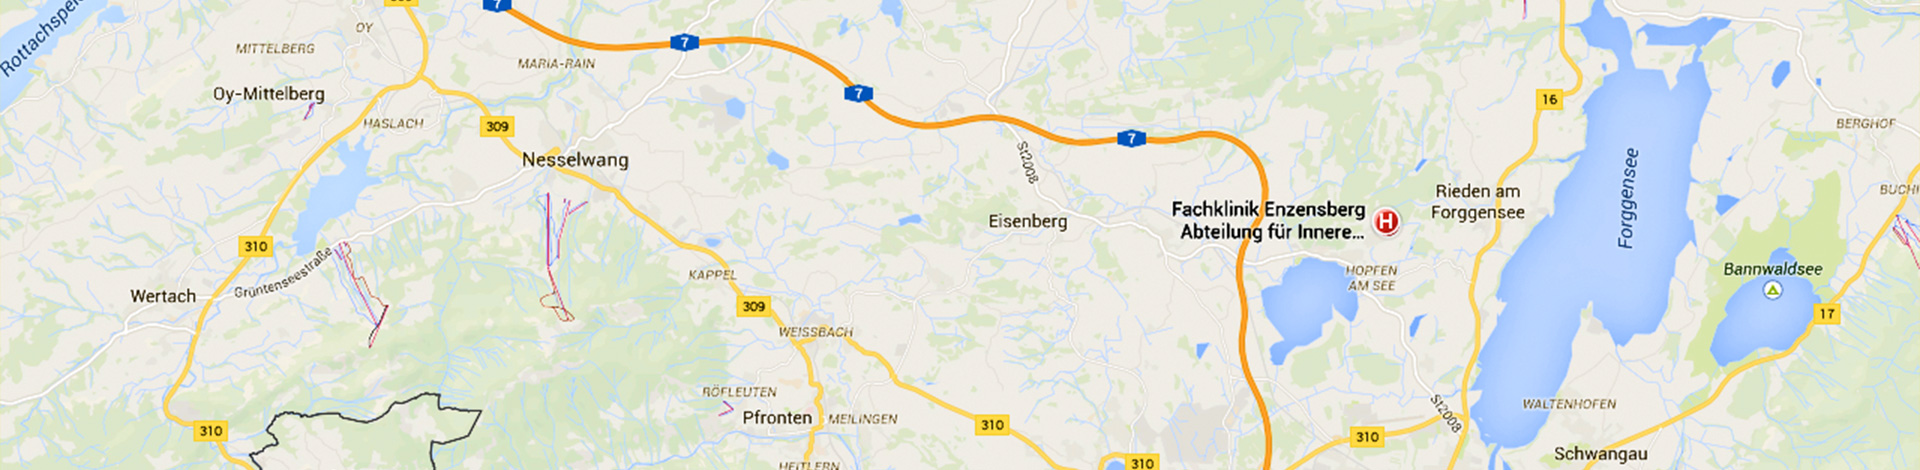 7
OY
MITTELBERG
Rottachspei
Oy-Mittelberg
HASLACH
MARIA-RAIN
7
7
7
309
Nesselwang
St2008
Eisenberg
Fachklinik Enzensberg
Abteilung für Innere...
H
16
Rieden am
Forggensee
Forggensee
BERGHOF
BUCH
Bannwaldsee
17
310
Grüntenseestraße
Wertach
KAPPEL
309
WEISSBACH
HOPFEN
AM SEE
RÖFLEUTEN
Pfronten
MEILINGEN
HEITLERN
310
310
310
310
St2008
WALTENHOFEN
Schwangau